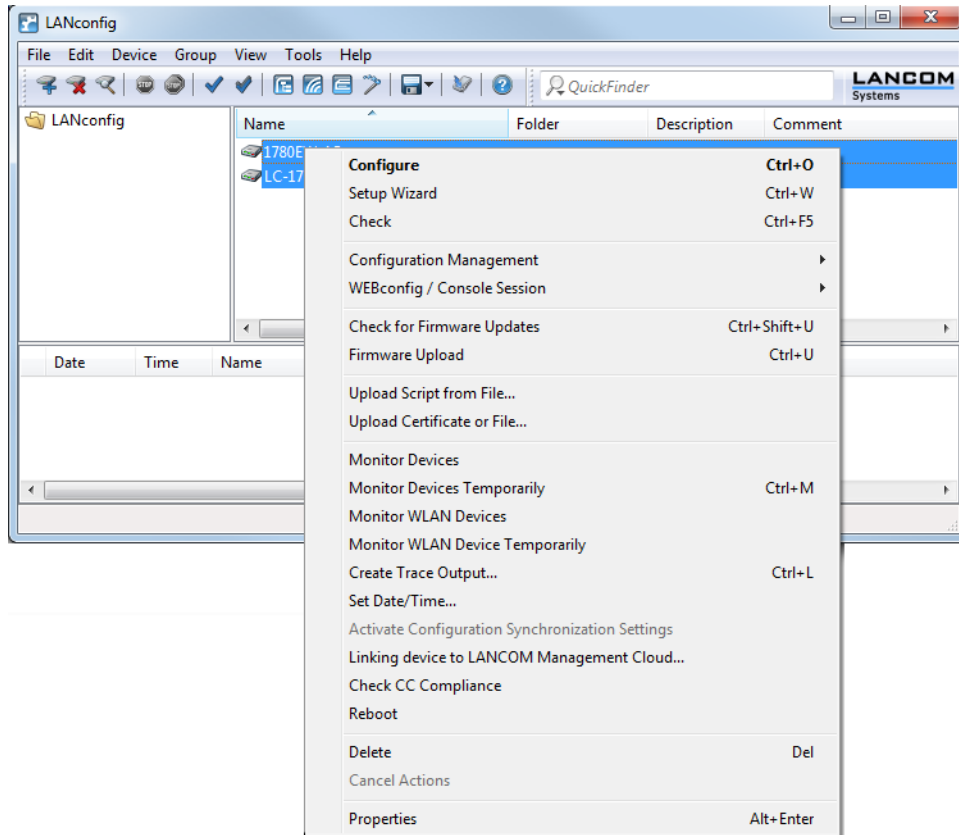 LANconfig
File Edit Device Group View Tools Help
QuickFinder
LANCOM
Systems
LANconfig
Name Folder Description Comment
LC-17
Configure Ctrl+O
Setup Wizard Ctrl+W
Check Ctrl+F5
Configuration Management
WEBconfig / Console Session
Check for Firmware Updates Ctrl+Shift+U
Firmware Upload Ctrl+U
Upload Script from File...
Upload Certificate or File...
Date Time Name
Monitor Devices
Monitor Devices Temporarily Ctrl+M
Monitor WLAN Devices
Monitor WLAN Device Temporarily
Create Trace Output... Ctrl+L
Set Date/Time...
Activate Configuration Synchronization Settings
Linking device to LANCOM Management Cloud...
Check CC Compliance
Reboot
Delete Del
Cancel Actions
Properties Alt+Enter